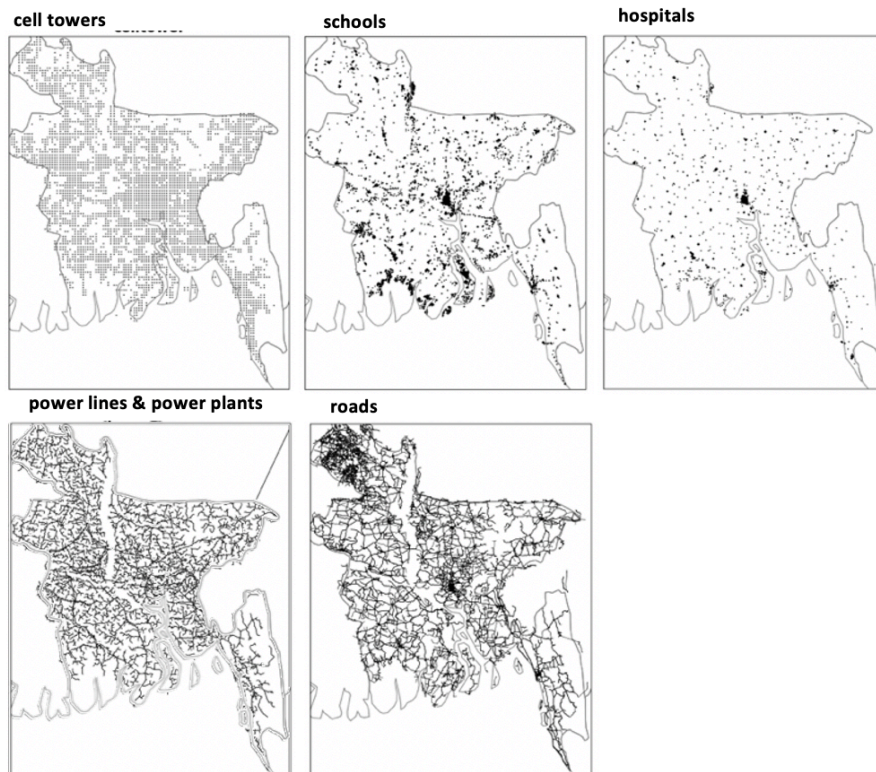 cell towers
schools
hospitals
power lines & power plants
roads